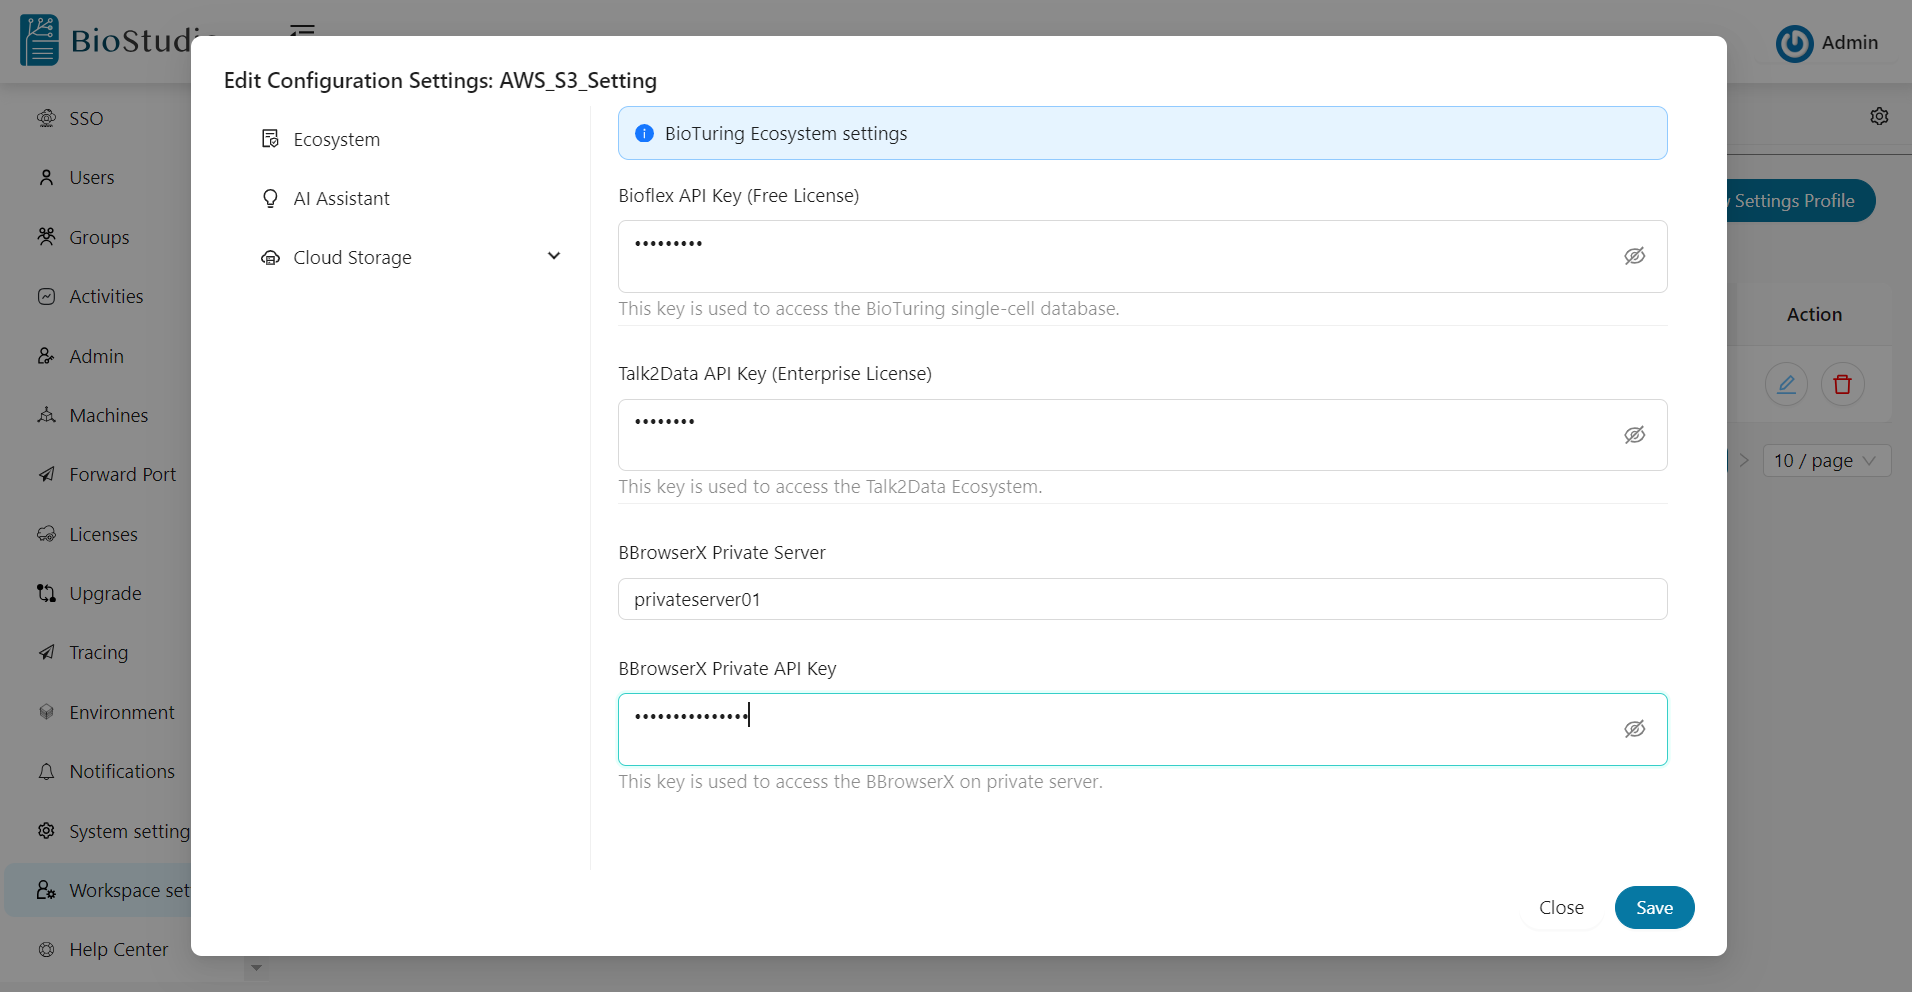 BioStudi
Admin
SSO
Users
Groups
Activities
Admin
Machines
Forward Port
Licenses
Upgrade
Tracing
Environment
Notifications
System setting
Workspace set
Help Center
Edit Configuration Settings: AWS_S3_Setting
Ecosystem
AI Assistant
Cloud Storage
BioTuring Ecosystem settings
Bioflex API Key (Free License)
•••••••••
This key is used to access the BioTuring single-cell database.
Talk2Data API Key (Enterprise License)
••••••••
This key is used to access the Talk2Data Ecosystem.
BBrowserX Private Server
privateserver01
BBrowserX Private API Key
•••••••••••••••
This key is used to access the BBrowserX on private server.
Close
Save
Settings Profile
Action
10 / page